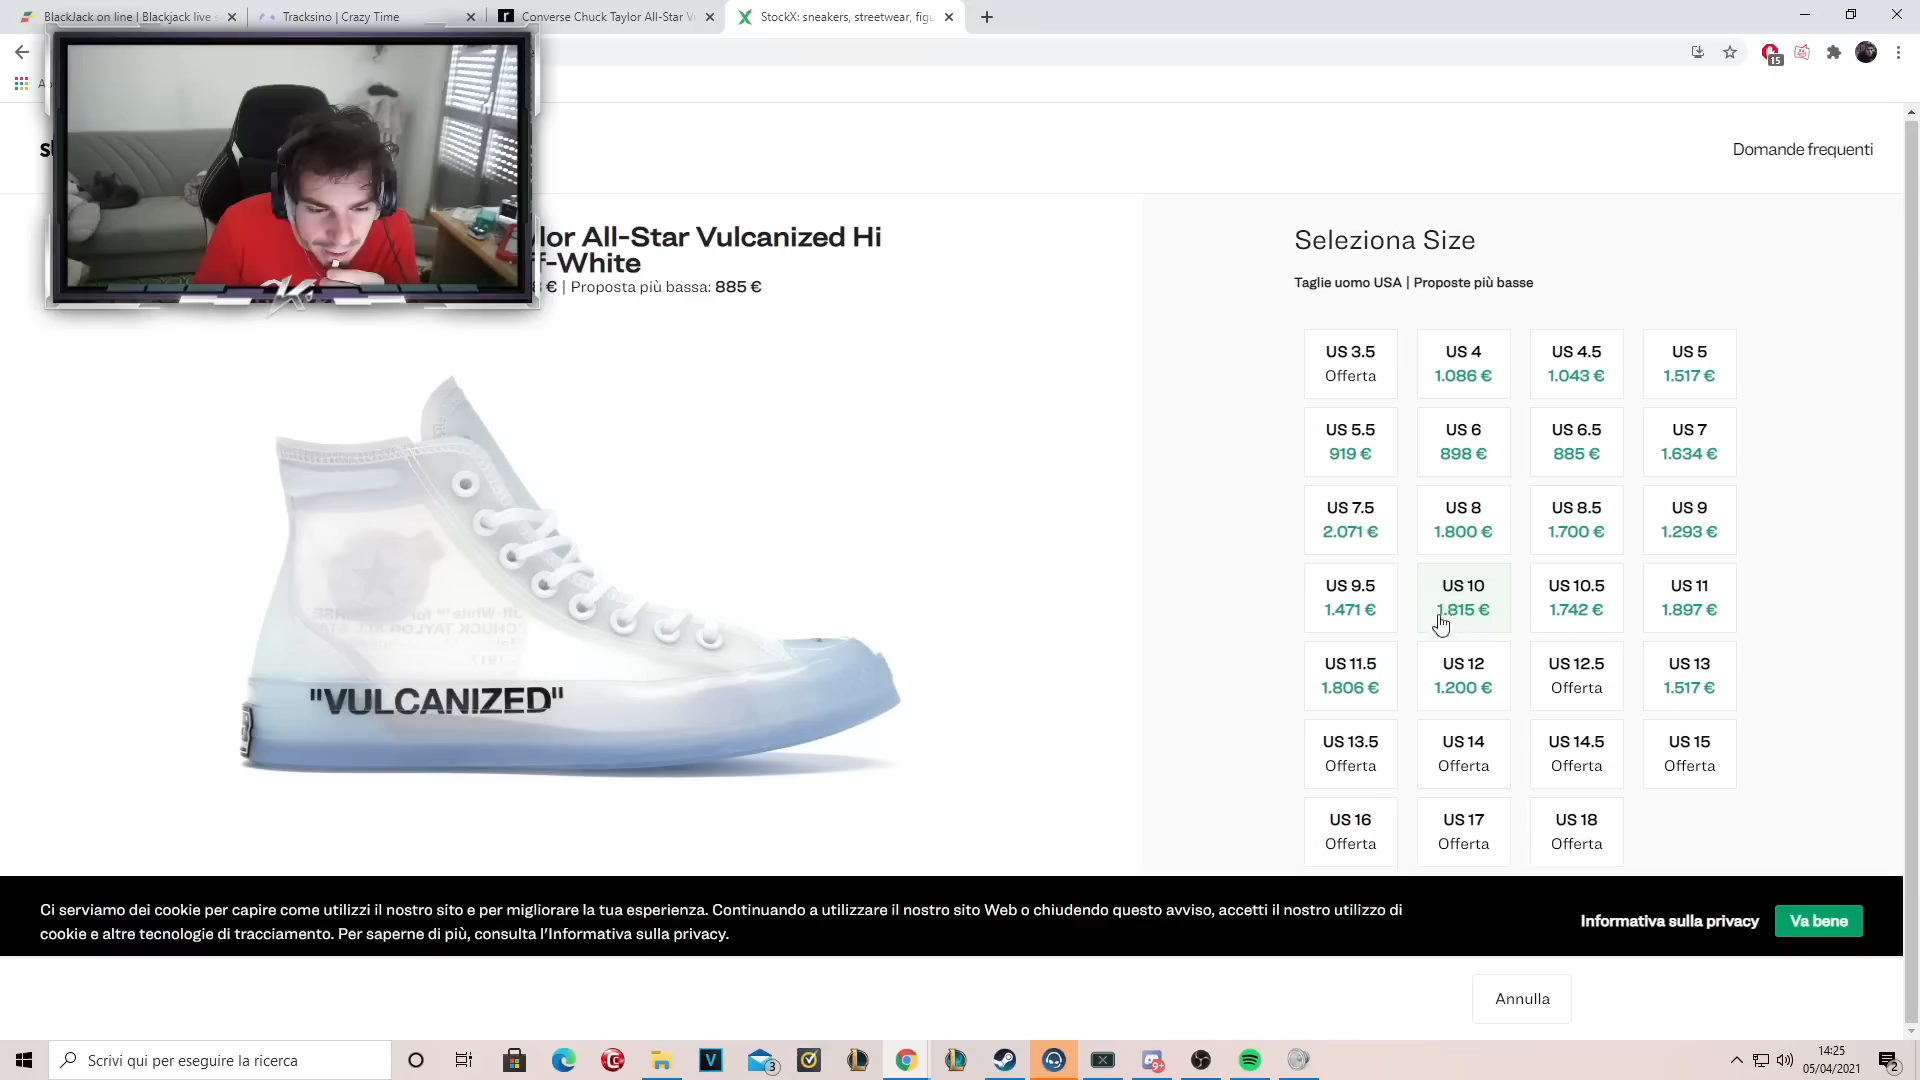 BlackJack on line | Blackjack live
Tracksino | Crazy Time
Converse Chuck Taylor All-Star V
StockX: sneakers, streetwear, figu
15
Domande frequenti
lor All-Star Vulcanized Hi
f-White
€ | Proposta più bassa: 885 €
"VULCANIZED"
Seleziona Size
Taglie uomo USA | Proposte più basse
US 3.5
Offerta
US 4
1.086 €
US 4.5
1.043 €
US 5
1.517 €
US 5.5
919 €
US 6
898 €
US 6.5
885 €
US 7
1.634 €
US 7.5
2.071 €
US 8
1.800 €
US 8.5
1.700 €
US 9
1.293 €
US 9.5
1.471 €
US 10
1.815 €
US 10.5
1.742 €
US 11
1.897 €
US 11.5
1.806 €
US 12
1.200 €
US 12.5
Offerta
US 13
1.517 €
US 13.5
Offerta
US 14
Offerta
US 14.5
Offerta
US 15
Offerta
US 16
Offerta
US 17
Offerta
US 18
Offerta
Ci serviamo dei cookie per capire come utilizzi il nostro sito e per migliorare la tua esperienza. Continuando a utilizzare il nostro sito Web o chiudendo questo avviso, accetti il nostro utilizzo di
cookie e altre tecnologie di tracciamento. Per saperne di più, consulta l'Informativa sulla privacy.
Informativa sulla privacy
Va bene
Annulla
Scrivi qui per eseguire la ricerca
3
9+
14:25
05/04/2021
2